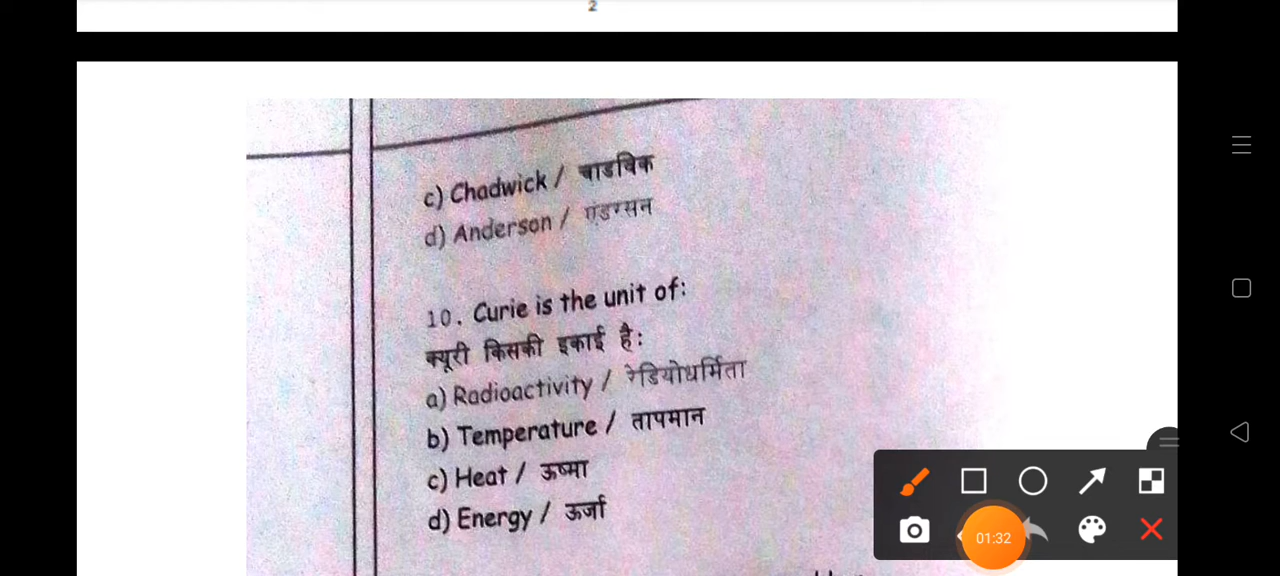 2
c) Chadwick / चाडविक
d) Anderson / एंडरसन
10. Curie is the unit of:
क्यूरी किसकी इकाई है:
a) Radioactivity / रेडियोधर्मिता
b) Temperature / तापमान
c) Heat / ऊष्मा
d) Energy / ऊर्जा
01:32